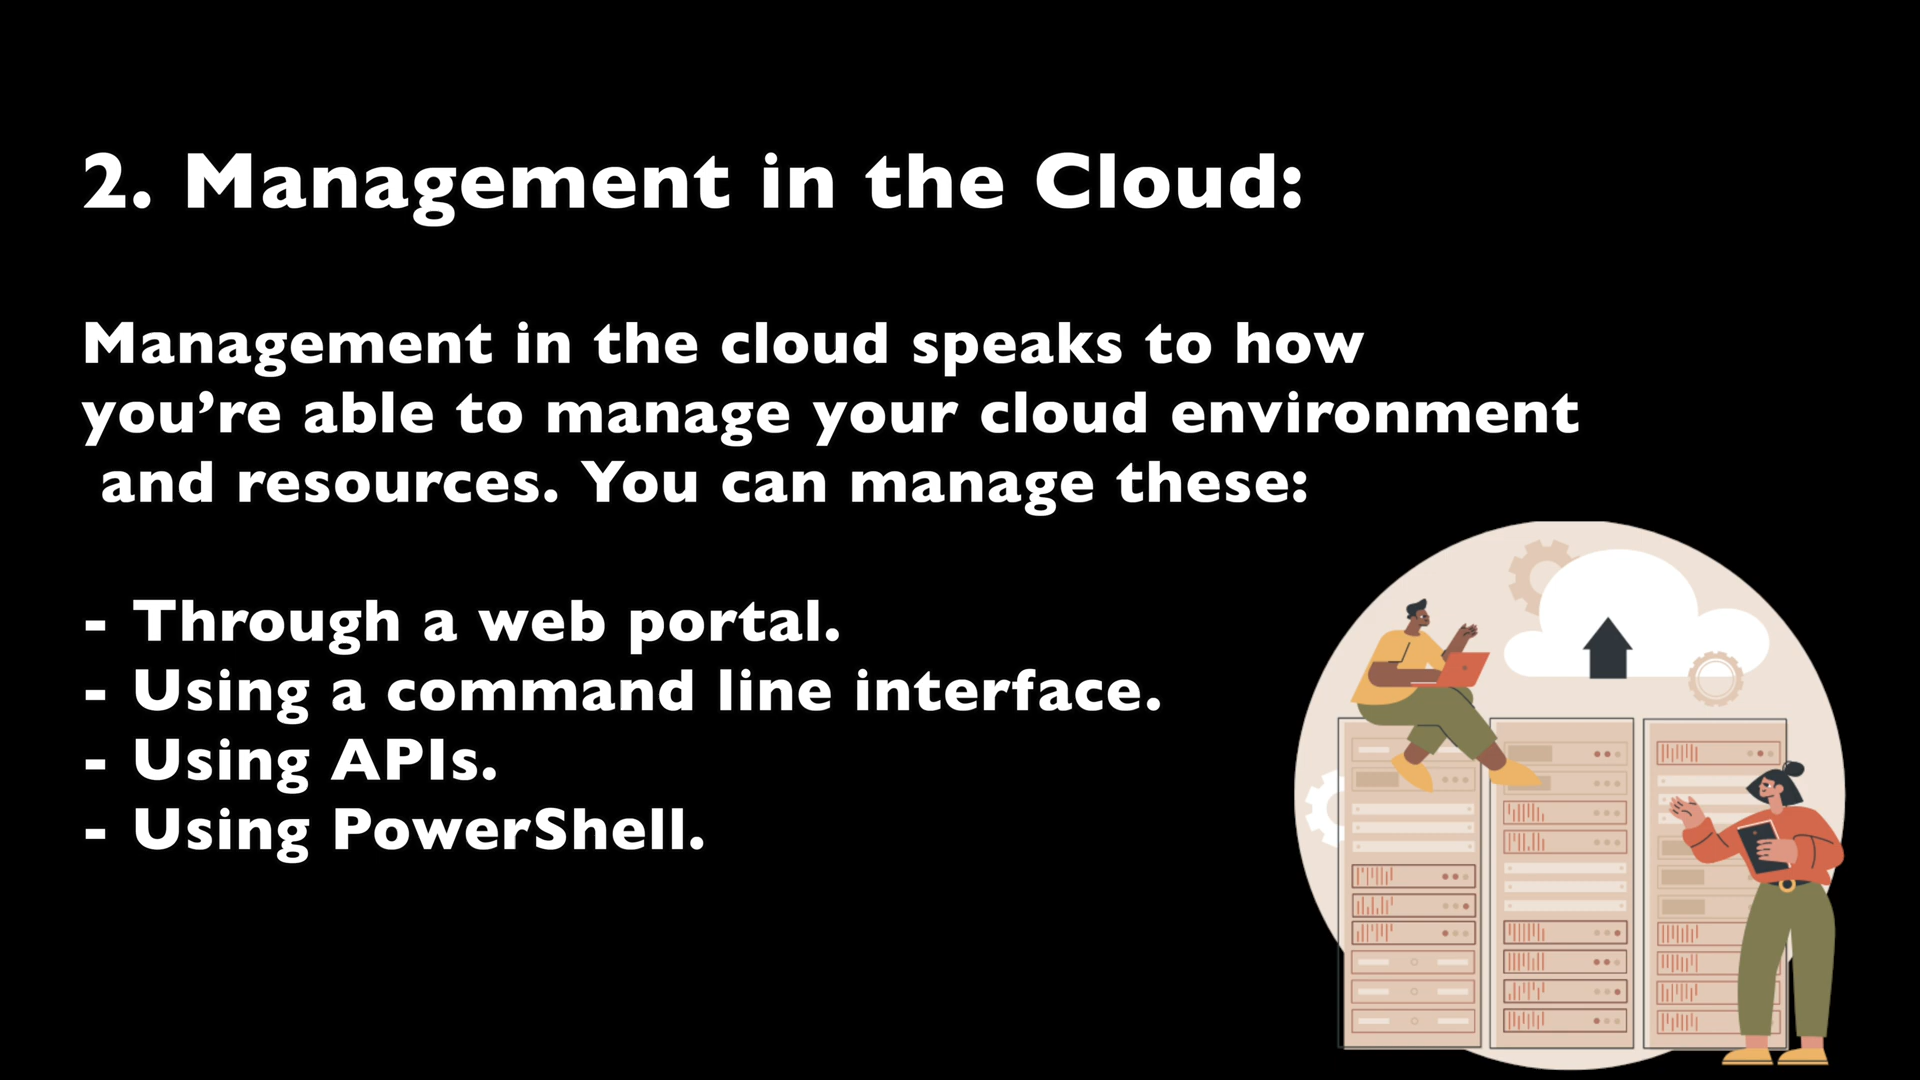 2. Management in the Cloud:
Management in the cloud speaks to how
you’re able to manage your cloud environment
and resources. You can manage these:
- Through a web portal.
- Using a command line interface.
- Using APIs.
- Using PowerShell.